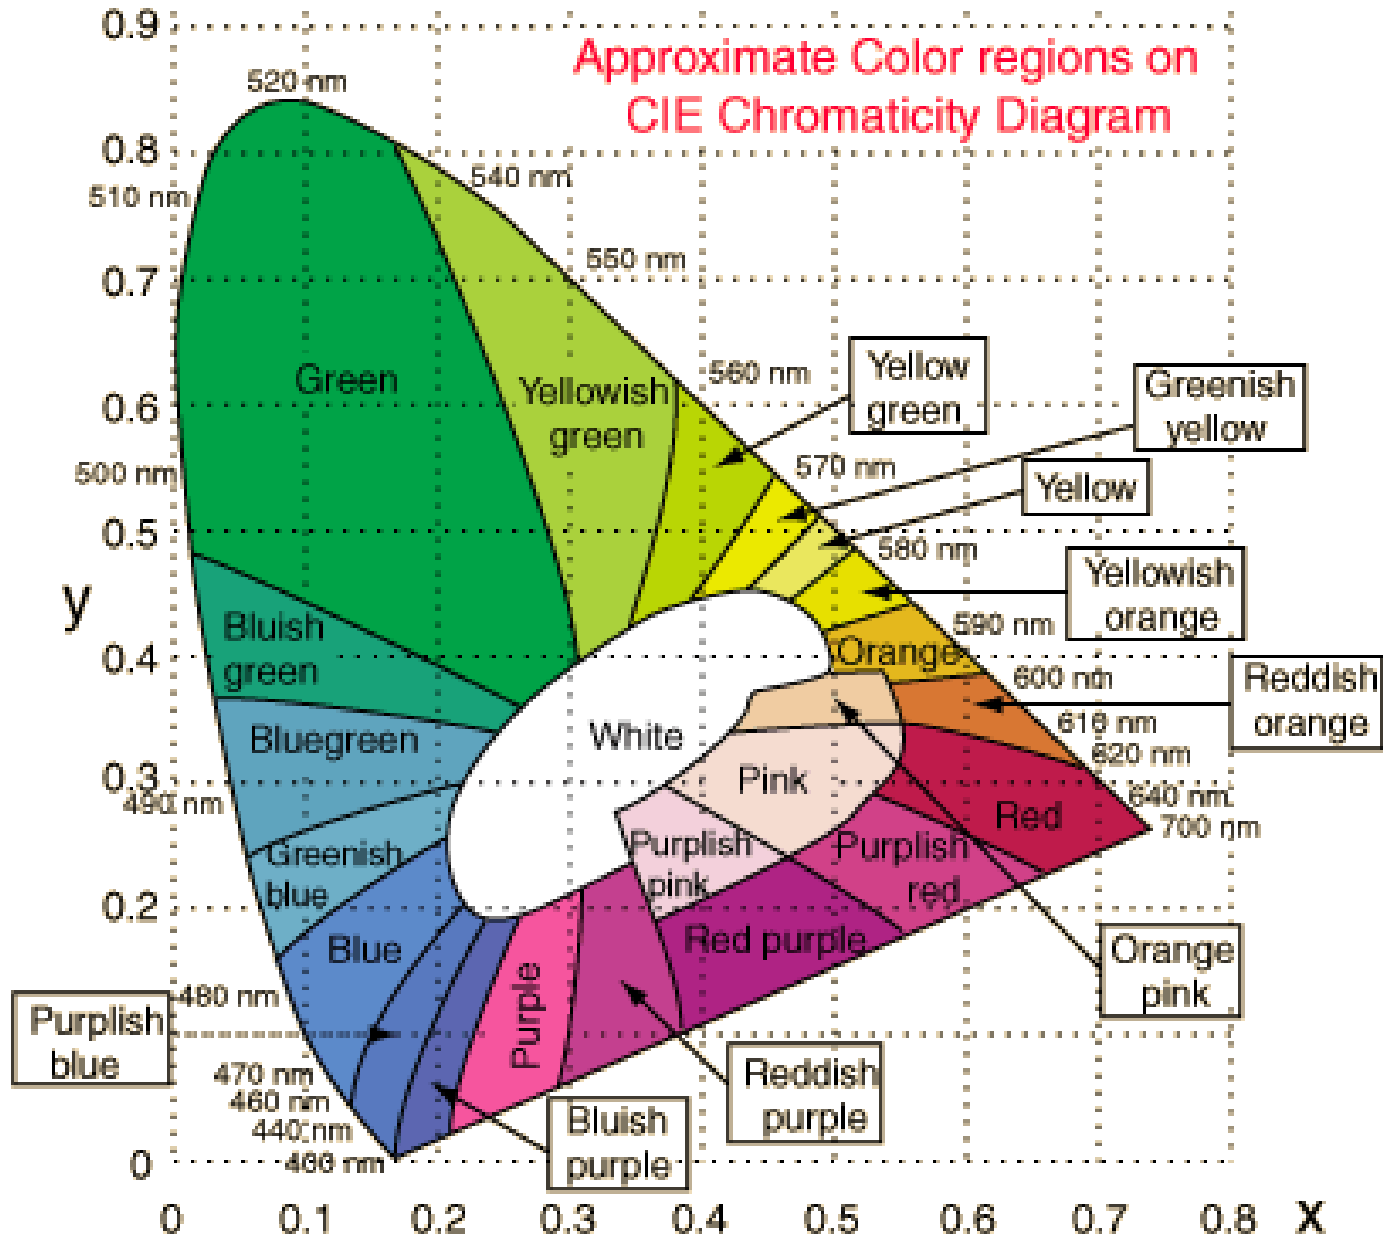 Approximate Color regions on
CIE Chromaticity Diagram
0.9
520 nm
0.8
540 nm
510 nm
550 nm
0.7
Yellow
green
560 nm
Greenish
yellow
Green
Yellowish
green
0.6
570 nm
500 nm
Yellow
0.5
580 nm
Yellowish
orange
y
Bluish
green
590 nm
Orange
0.4
600 nm
Reddish
orange
610 nm
White
Bluegreen
620 nm
Pink
0.3
490 nm
640 nm
700 nm
Red
Greenish
blue
Purplish
pink
Purplish
red
0.2
Blue
Red purple
Orange
pink
480 nm
Purple
Purplish
blue
470 nm
460 nm
440 nm
400 nm
Reddish
purple
Bluish
purple
0
0 0.1 0.2 0.3 0.4 0.5 0.6 0.7 0.8 x